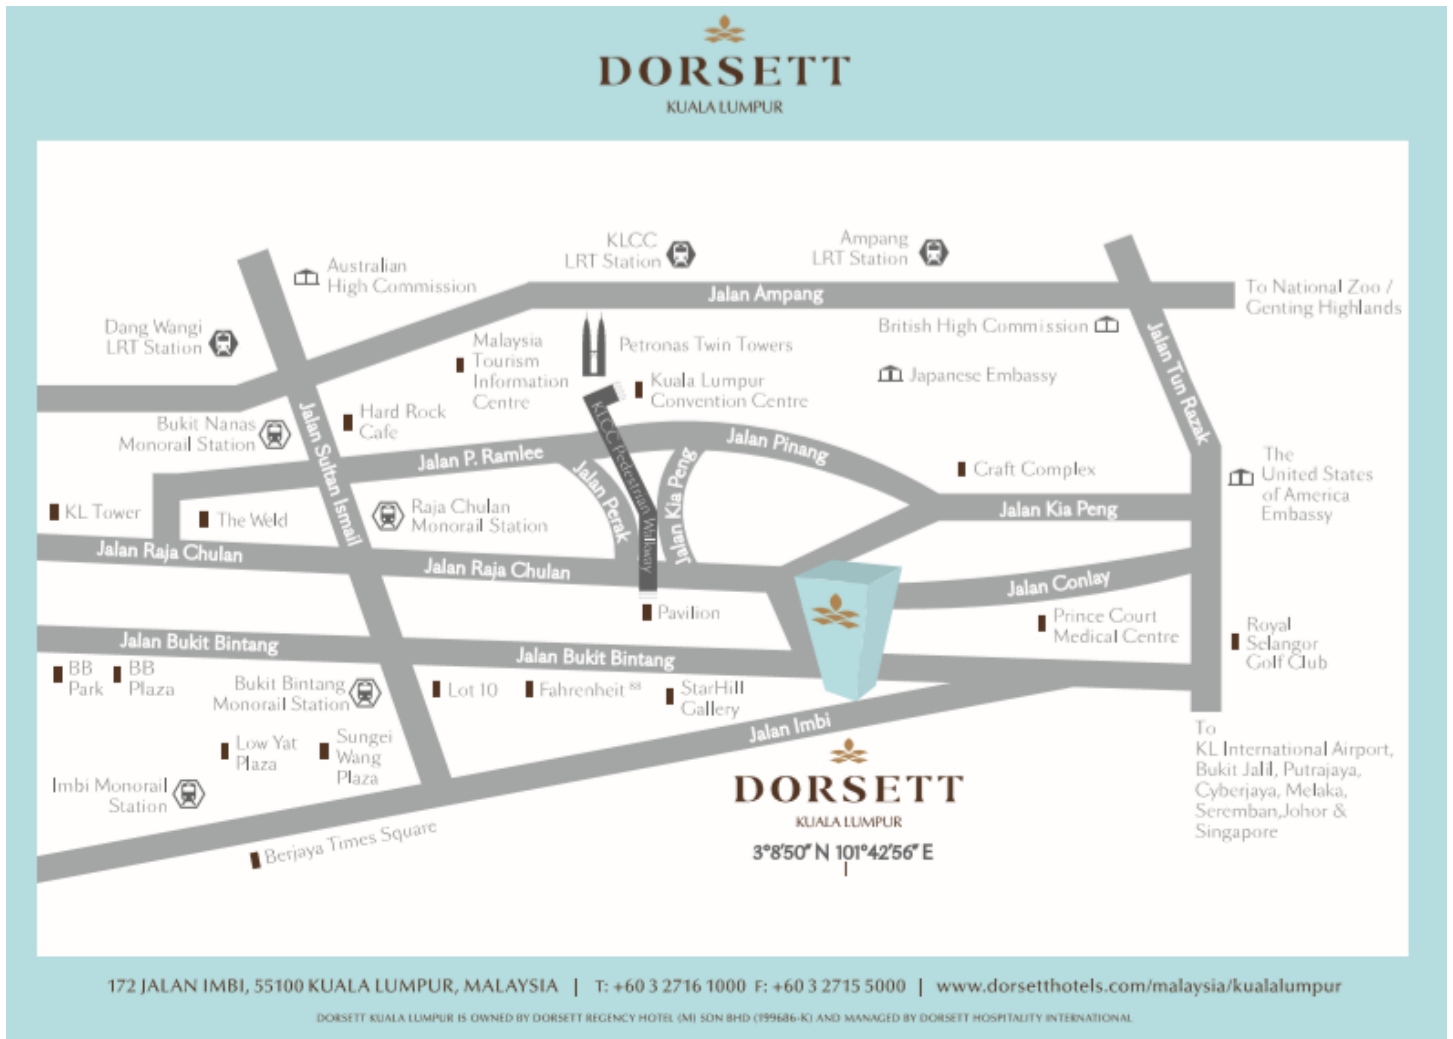 DORSETT
KUALA LUMPUR
KLCC
LRT Station
Ampang
LRT Station
Australian
High Commission
Jalan Ampang
To National Zoo /
Genting Highlands
Dang Wangi
LRT Station
Malaysia
Tourism
Information
Centre
Petronas Twin Towers
British High Commission
Jalan Tun Razak
Kuala Lumpur
Convention Centre
Japanese Embassy
Bukit Nanas
Monorail Station
Jalan Sultan Ismail
Hard Rock
Cafe
KLCC Pedestrian Walkway
Jalan P. Ramlee
Jalan Pinang
Jalan Perak
Jalan Kia Peng
Craft Complex
The
United States
of America
Embassy
KL Tower
The Weld
Raja Chulan
Monorail Station
Jalan Kia Peng
Jalan Raja Chulan
Jalan Raja Chulan
Jalan Conlay
Pavilion
Prince Court
Medical Centre
Royal
Selangor
Golf Club
Jalan Bukit Bintang
Jalan Bukit Bintang
BB
Park
BB
Plaza
Bukit Bintang
Monorail Station
Lot 10
Fahrenheit 88
StarHill
Gallery
Jalan Imbi
Low Yat
Plaza
Sungei
Wang
Plaza
Imbi Monorail
Station
Berjaya Times Square
To
KL International Airport,
Bukit Jalil, Putrajaya,
Cyberjaya, Melaka,
Seremban,Johor &
Singapore
DORSETT
KUALA LUMPUR
3°8'50" N 101°42'56" E
172 JALAN IMBI, 55100 KUALA LUMPUR, MALAYSIA | T: +60 3 2716 1000 F: +60 3 2715 5000 | www.dorsetthotels.com/malaysia/kualalumpur
DORSETT KUALA LUMPUR IS OWNED BY DORSETT REGENCY HOTEL (M) SDN BHD (199686-K) AND MANAGED BY DORSETT HOSPITALITY INTERNATIONAL